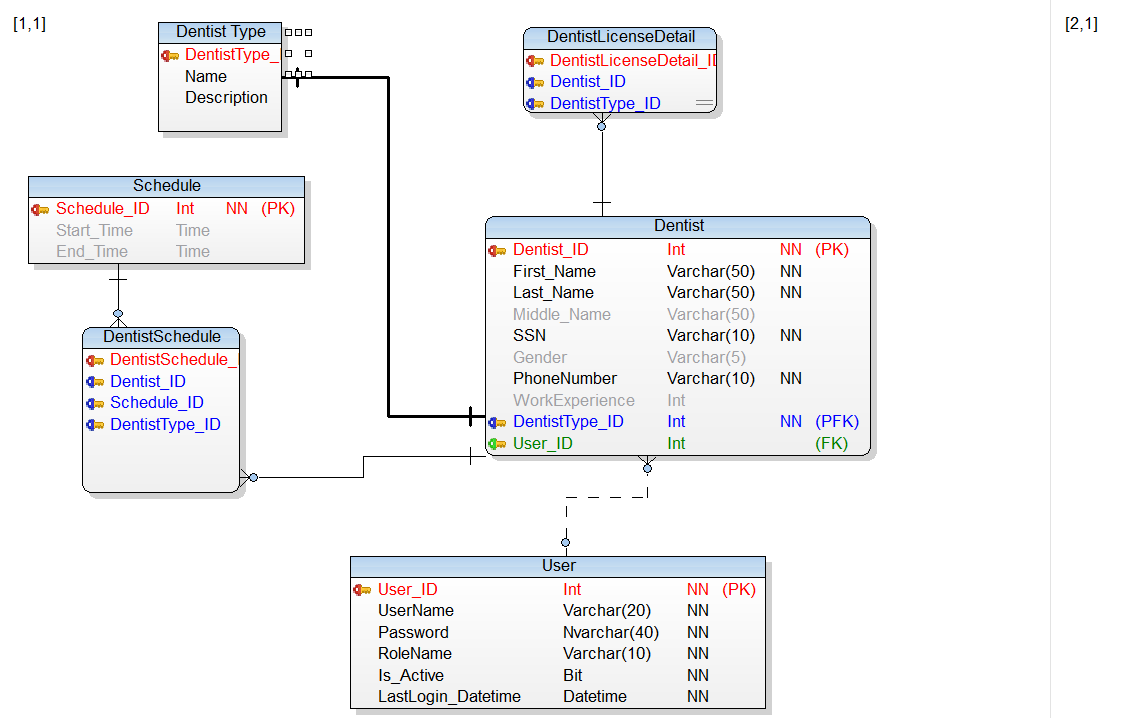 [1,1]
[2,1]
Dentist Type
DentistType_
Name
Description
DentistLicenseDetail
DentistLicenseDetail_ID
Dentist_ID
DentistType_ID
Schedule
Schedule_ID Int NN (PK)
Start_Time Time
End_Time Time
Dentist
Dentist_ID Int NN (PK)
First_Name Varchar(50) NN
Last_Name Varchar(50) NN
Middle_Name Varchar(50)
SSN Varchar(10) NN
Gender Varchar(5)
PhoneNumber Varchar(10) NN
WorkExperience Int
DentistType_ID Int NN (PFK)
User_ID Int (FK)
DentistSchedule
DentistSchedule_
Dentist_ID
Schedule_ID
DentistType_ID
User
User_ID Int NN (PK)
UserName Varchar(20) NN
Password Nvarchar(40) NN
RoleName Varchar(10) NN
Is_Active Bit NN
LastLogin_Datetime Datetime NN